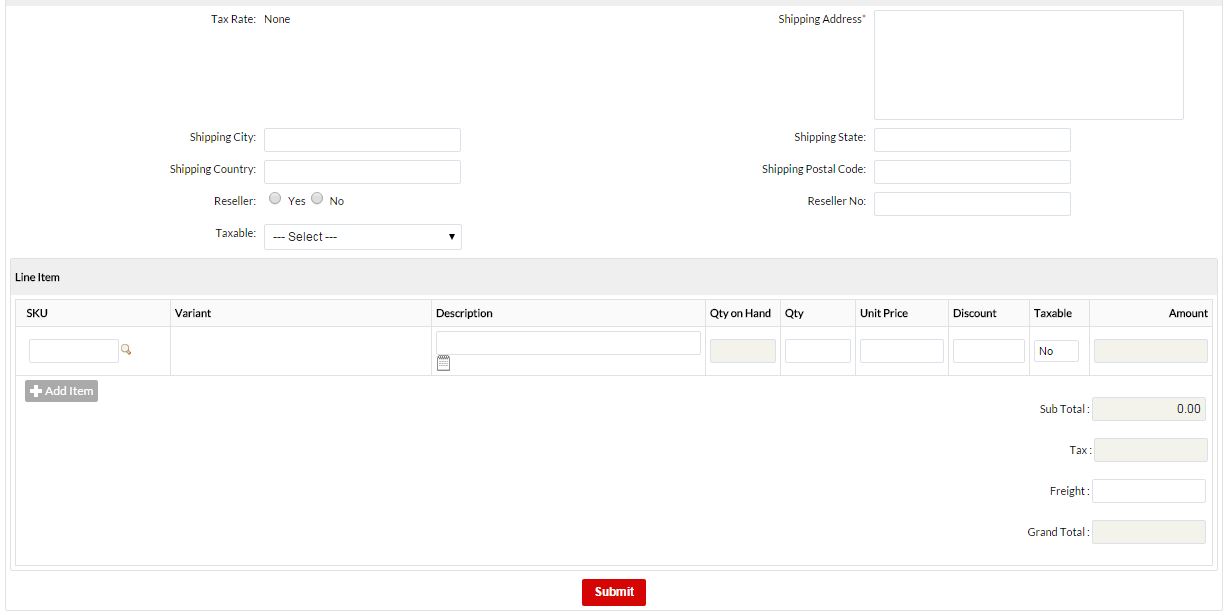 Tax Rate: None
Shipping Address*
Shipping City:
Shipping State:
Shipping Country:
Shipping Postal Code:
Reseller: Yes No
Reseller No:
Taxable: --- Select ---
Line Item
SKU Variant Description Qty on Hand Qty Unit Price Discount Taxable Amount
No
Add Item
Sub Total : 0.00
Tax :
Freight :
Grand Total :
Submit